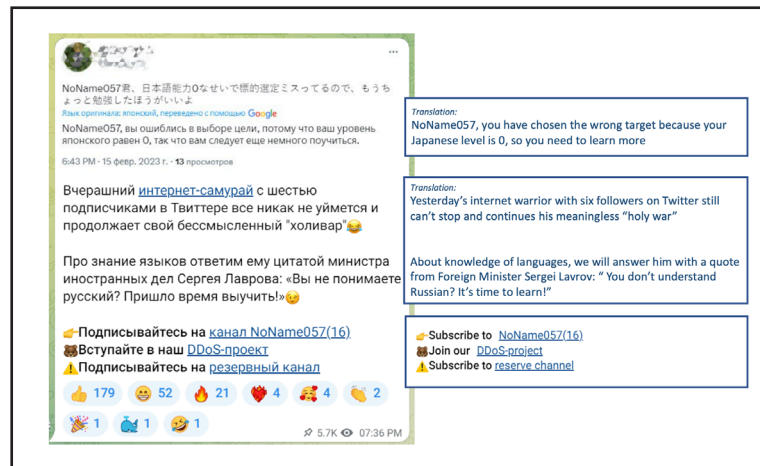 NoName057君、日本語能力0なせいで標的選定ミスってるので、もうち
ょっと勉強したほうがいいよ
Язык оригинала: японский, переведено с помощью Google
NoName057, вы ошиблись в выборе цели, потому что ваш уровень
японского равен 0, так что вам следует еще немного поучиться.
6:43 PM · 15 февр. 2023 г. · 13 просмотров
Вчерашний интернет-самурай с шестью
подписчиками в Твиттере все никак не уймется и
продолжает свой бессмысленный "холивар"😂
Про знание языков ответим ему цитатой министра
иностранных дел Сергея Лаврова: «Вы не понимаете
русский? Пришло время выучить!»😉
👉Подписывайтесь на канал NoName057(16)
🐻Вступайте в наш DDoS-проект
⚠️Подписывайтесь на резервный канал
👍 179 😁 52 🔥 21 ❤️‍🔥 4 🥰 4 👏 2
🎉 1 🐳 1 🤣 1
5.7K 07:36 PM
Translation:
NoName057, you have chosen the wrong target because your
Japanese level is 0, so you need to learn more
Translation:
Yesterday’s internet warrior with six followers on Twitter still
can’t stop and continues his meaningless “holy war”
About knowledge of languages, we will answer him with a quote
from Foreign Minister Sergei Lavrov: “ You don’t understand
Russian? It’s time to learn!”
👉Subscribe to NoName057(16)
🐻Join our DDoS-project
⚠️Subscribe to reserve channel